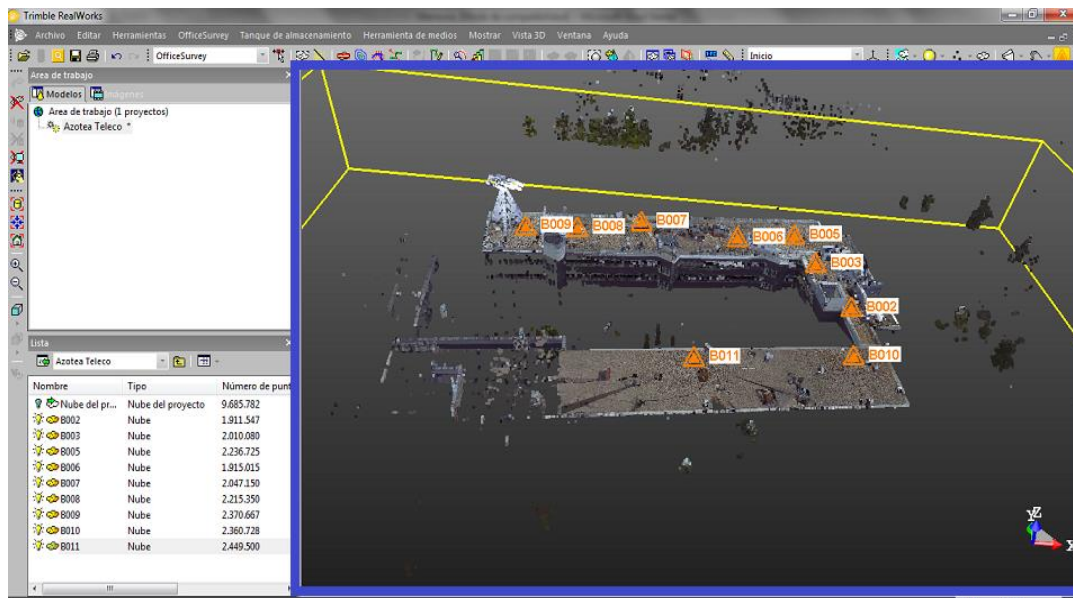 Trimble RealWorks
Archivo Editar Herramientas OfficeSurvey Tanque de almacenamiento Herramienta de medios Mostrar Vista 3D Ventana Ayuda
OfficeSurvey Inicio
Area de trabajo
Modelos Imágenes
Area de trabajo (1 proyectos)
Azotea Teleco *
B009 B008 B007 B006 B005
B003
B002
B011 B010
YZ
X
Lista
Azotea Teleco
Nombre Tipo Número de punt
Nube del pr... Nube del proyecto 9.685.782
B002 Nube 1.911.547
B003 Nube 2.010.080
B005 Nube 2.236.725
B006 Nube 1.915.015
B007 Nube 2.047.150
B008 Nube 2.215.350
B009 Nube 2.370.667
B010 Nube 2.360.728
B011 Nube 2.449.500